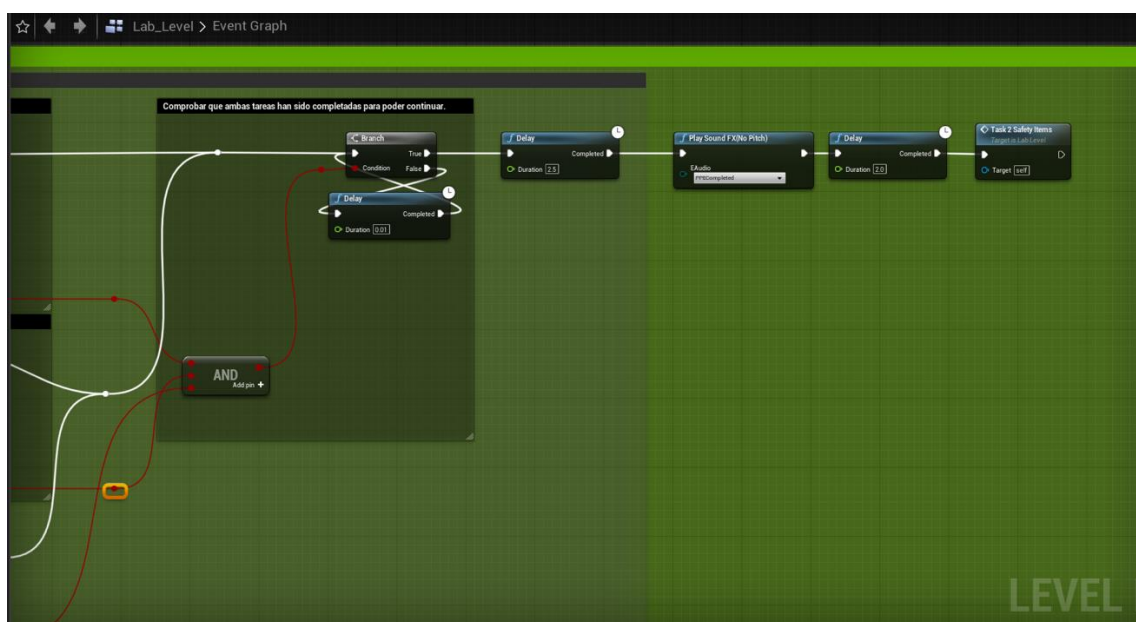 Lab_Level > Event Graph
Comprobar que ambas tareas han sido completadas para poder continuar.
Branch
True
Condition
False
Delay
Completed
Duration 0.01
Delay
Completed
Duration 2.5
Play Sound FX(No Pitch)
EAudio
PPECompleted
Delay
Completed
Duration 2.0
Task 2 Safety Items
Target is Lab Level
Target self
AND
Add pin +
LEVEL